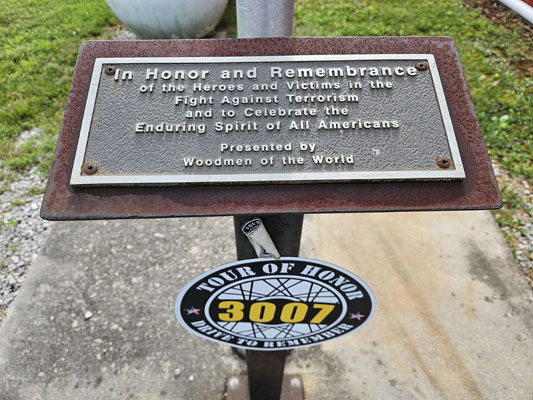 In Honor and Remembrance
of the Heroes and Victims in the
Fight Against Terrorism
and to Celebrate the
Enduring Spirit of All Americans
Presented by
Woodmen of the World
TOUR OF HONOR
3007
RIDE TO REMEMBER